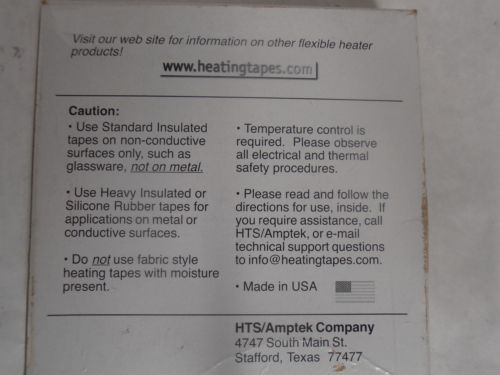 Visit our web site for information on other flexible heater
products!
www.heatingtapes.com
Caution:
• Use Standard Insulated
tapes on non-conductive
surfaces only, such as
glassware, not on metal.
• Use Heavy Insulated or
Silicone Rubber tapes for
applications on metal or
conductive surfaces.
• Do not use fabric style
heating tapes with moisture
present.
• Temperature control is
required. Please observe
all electrical and thermal
safety procedures.
• Please read and follow the
directions for use, inside. If
you require assistance, call
HTS/Amptek, or e-mail
technical support questions
to info@heatingtapes.com.
• Made in USA
HTS/Amptek Company
4747 South Main St.
Stafford, Texas 77477